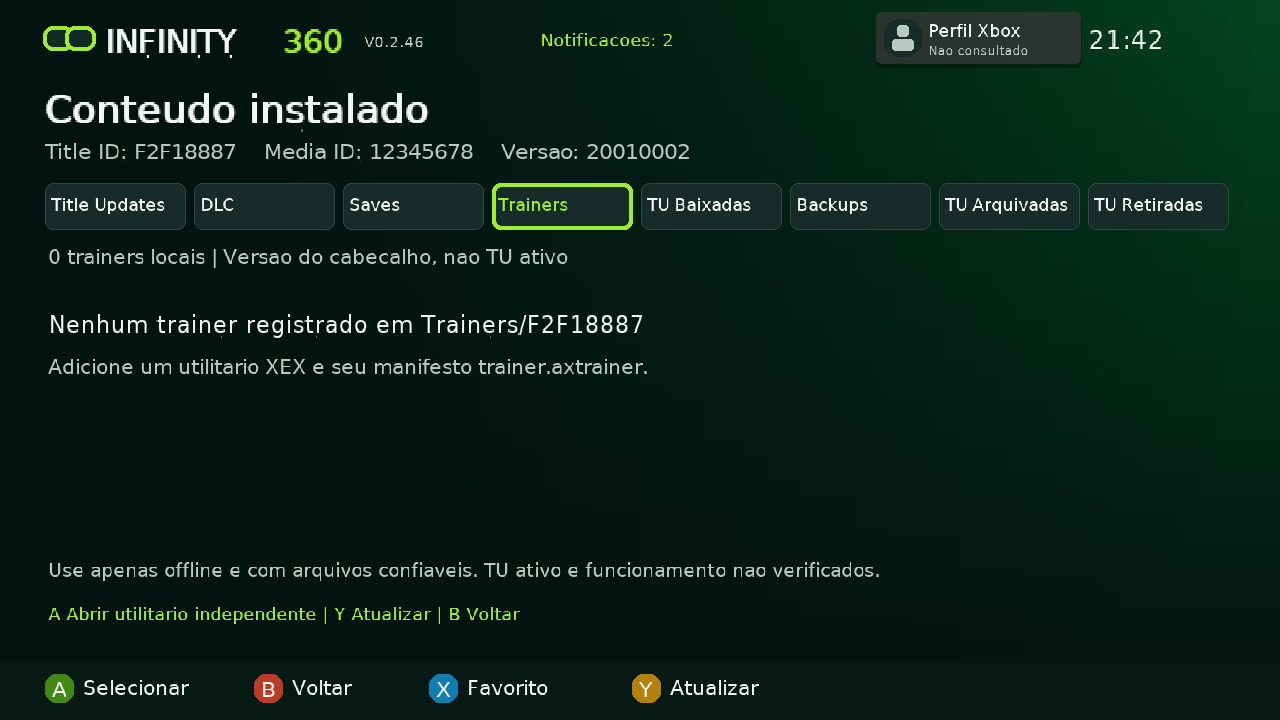 INFINITY 360 V0.2.46 Notificacoes: 2 Perfil Xbox 21:42
Nao consultado
Conteudo instalado
Title ID: F2F18887 Media ID: 12345678 Versao: 20010002
Title Updates DLC Saves Trainers TU Baixadas Backups TU Arquivadas TU Retiradas
0 trainers locais | Versao do cabecalho, nao TU ativo
Nenhum trainer registrado em Trainers/F2F18887
Adicione um utilitario XEX e seu manifesto trainer.axtrainer.
Use apenas offline e com arquivos confiaveis. TU ativo e funcionamento nao verificados.
A Abrir utilitario independente | Y Atualizar | B Voltar
A Selecionar B Voltar X Favorito Y Atualizar